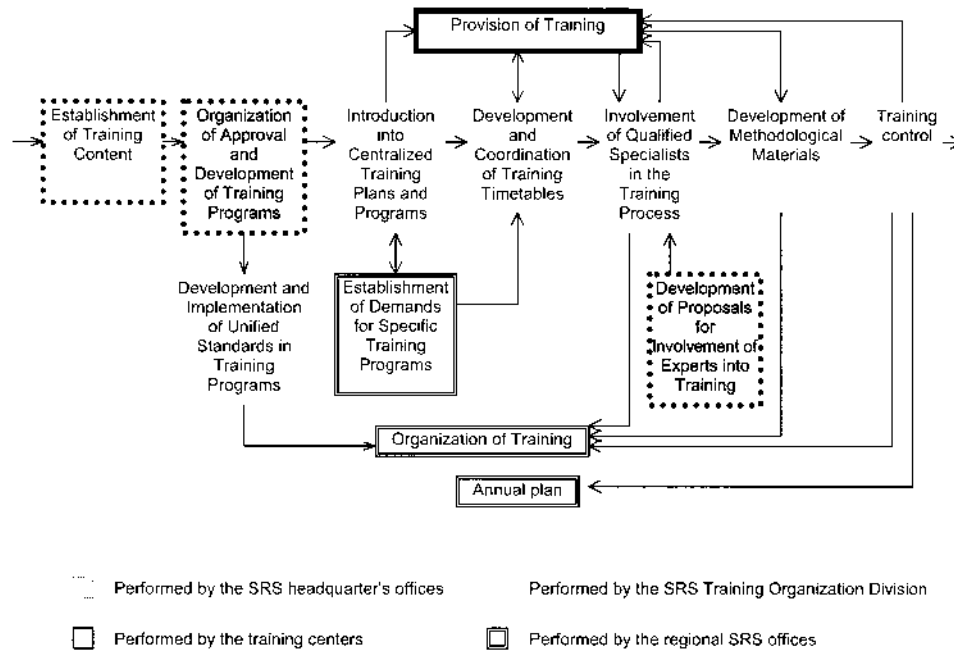 Provision of Training
Establishment
of Training
Content
Organization
of Approval
and
Development
of Training
Programs
Introduction
into
Centralized
Training
Plans and
Programs
Development
and
Coordination
of Training
Timetables
Involvement
of Qualified
Specialists
in the
Training
Process
Development of
Methodological
Materials
Training
control
Development and
Implementation
of Unified
Standards in
Training
Programs
Establishment
of Demands
for Specific
Training
Programs
Development
of Proposals
for
Involvement of
Experts into
Training
Organization of Training
Annual plan
Performed by the SRS headquarter's offices
Performed by the SRS Training Organization Division
Performed by the training centers
Performed by the regional SRS offices